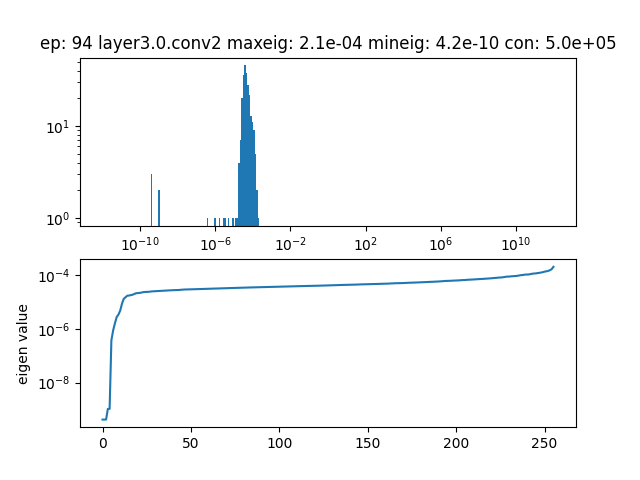 ep: 94 layer3.0.conv2 maxeig: 2.1e-04 mineig: 4.2e-10 con: 5.0e+05
10¹
10⁰
10⁻¹⁰ 10⁻⁶ 10⁻² 10² 10⁶ 10¹⁰
10⁻⁴
10⁻⁶
10⁻⁸
eigen value
0 50 100 150 200 250